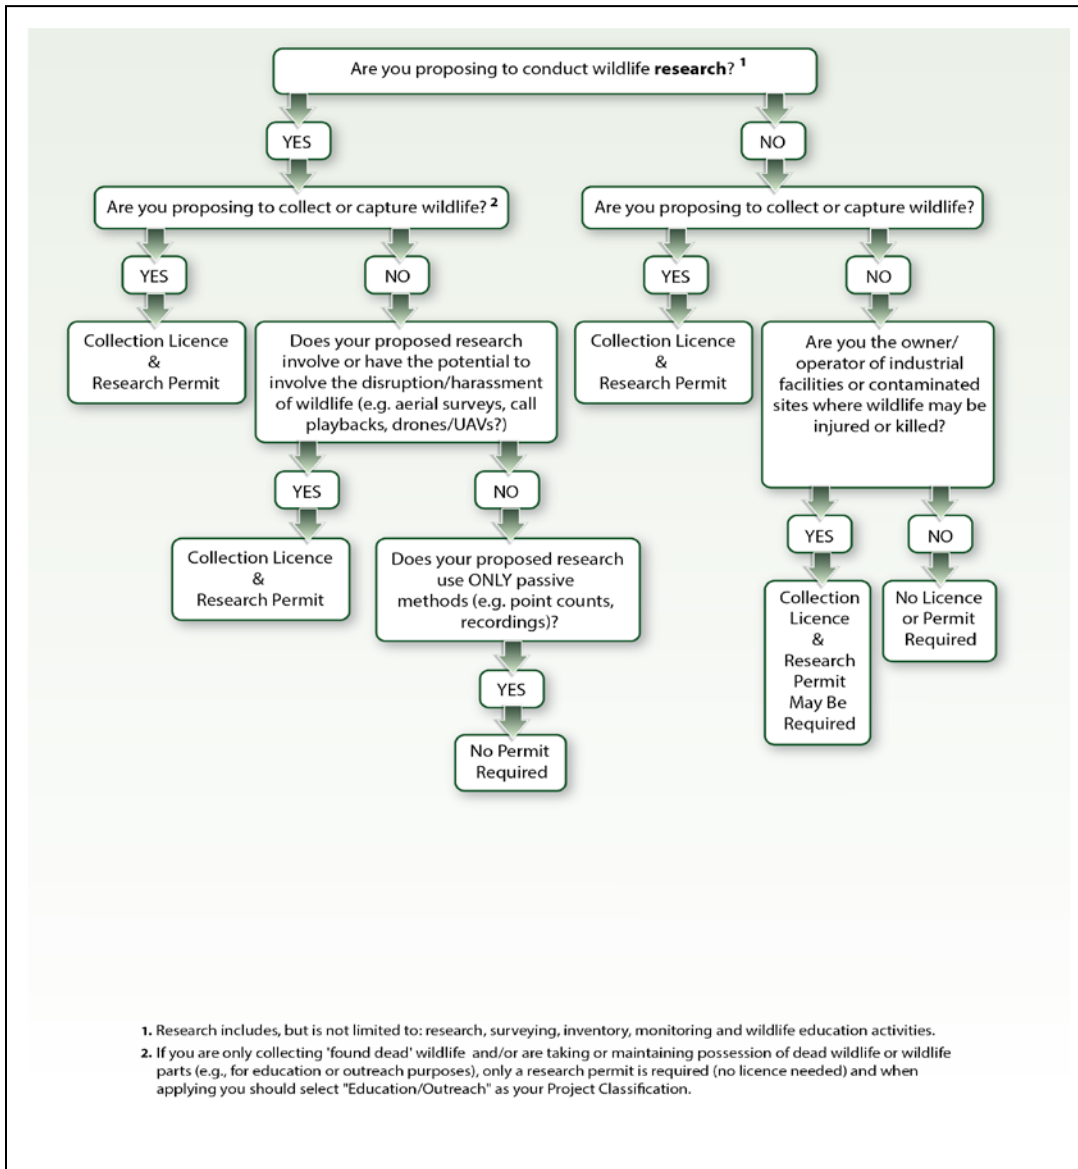 Are you proposing to conduct wildlife research? 1
YES
NO
Are you proposing to collect or capture wildlife? 2
Are you proposing to collect or capture wildlife?
YES
NO
YES
NO
Collection Licence
&
Research Permit
Does your proposed research
involve or have the potential to
involve the disruption/harassment
of wildlife (e.g. aerial surveys, call
playbacks, drones/UAVs?)
Collection Licence
&
Research Permit
Are you the owner/
operator of industrial
facilities or contaminated
sites where wildlife may be
injured or killed?
YES
NO
YES
NO
Collection Licence
&
Research Permit
Does your proposed research
use ONLY passive
methods (e.g. point counts,
recordings)?
Collection
Licence
&
Research
Permit
May Be
Required
No Licence
or Permit
Required
YES
No Permit
Required
1. Research includes, but is not limited to: research, surveying, inventory, monitoring and wildlife education activities.
2. If you are only collecting 'found dead' wildlife and/or are taking or maintaining possession of dead wildlife or wildlife
parts (e.g., for education or outreach purposes), only a research permit is required (no licence needed) and when
applying you should select "Education/Outreach" as your Project Classification.